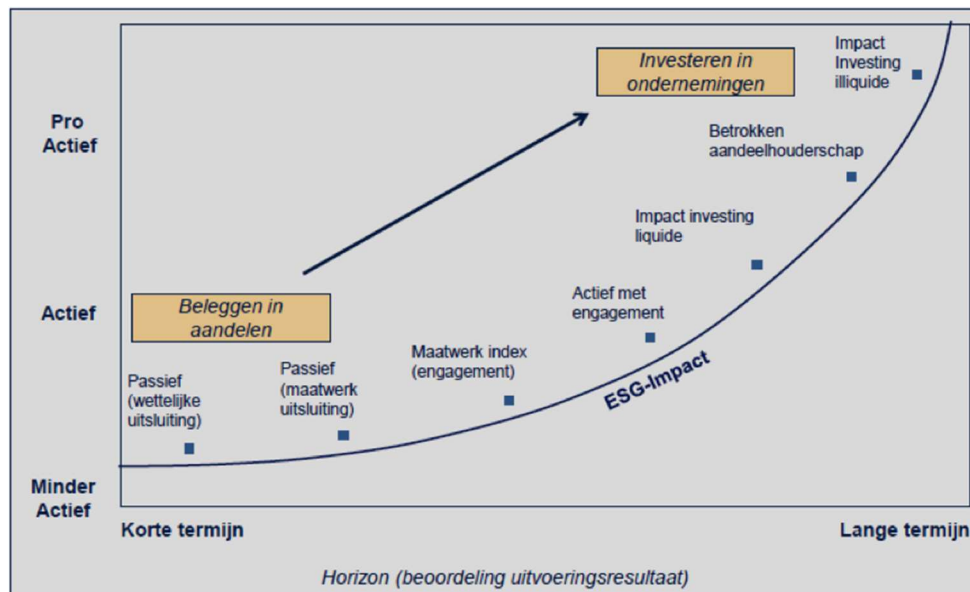 Impact
Investing
illiquide
Investeren in
ondernemingen
Pro
Actief
Betrokken
aandeelhouderschap
Impact investing
liquide
Actief
Beleggen in
aandelen
Actief met
engagement
Maatwerk index
(engagement)
Passief
(maatwerk
uitsluiting)
Passief
(wettelijke
uitsluiting)
ESG-Impact
Minder
Actief
Korte termijn
Lange termijn
Horizon (beoordeling uitvoeringsresultaat)